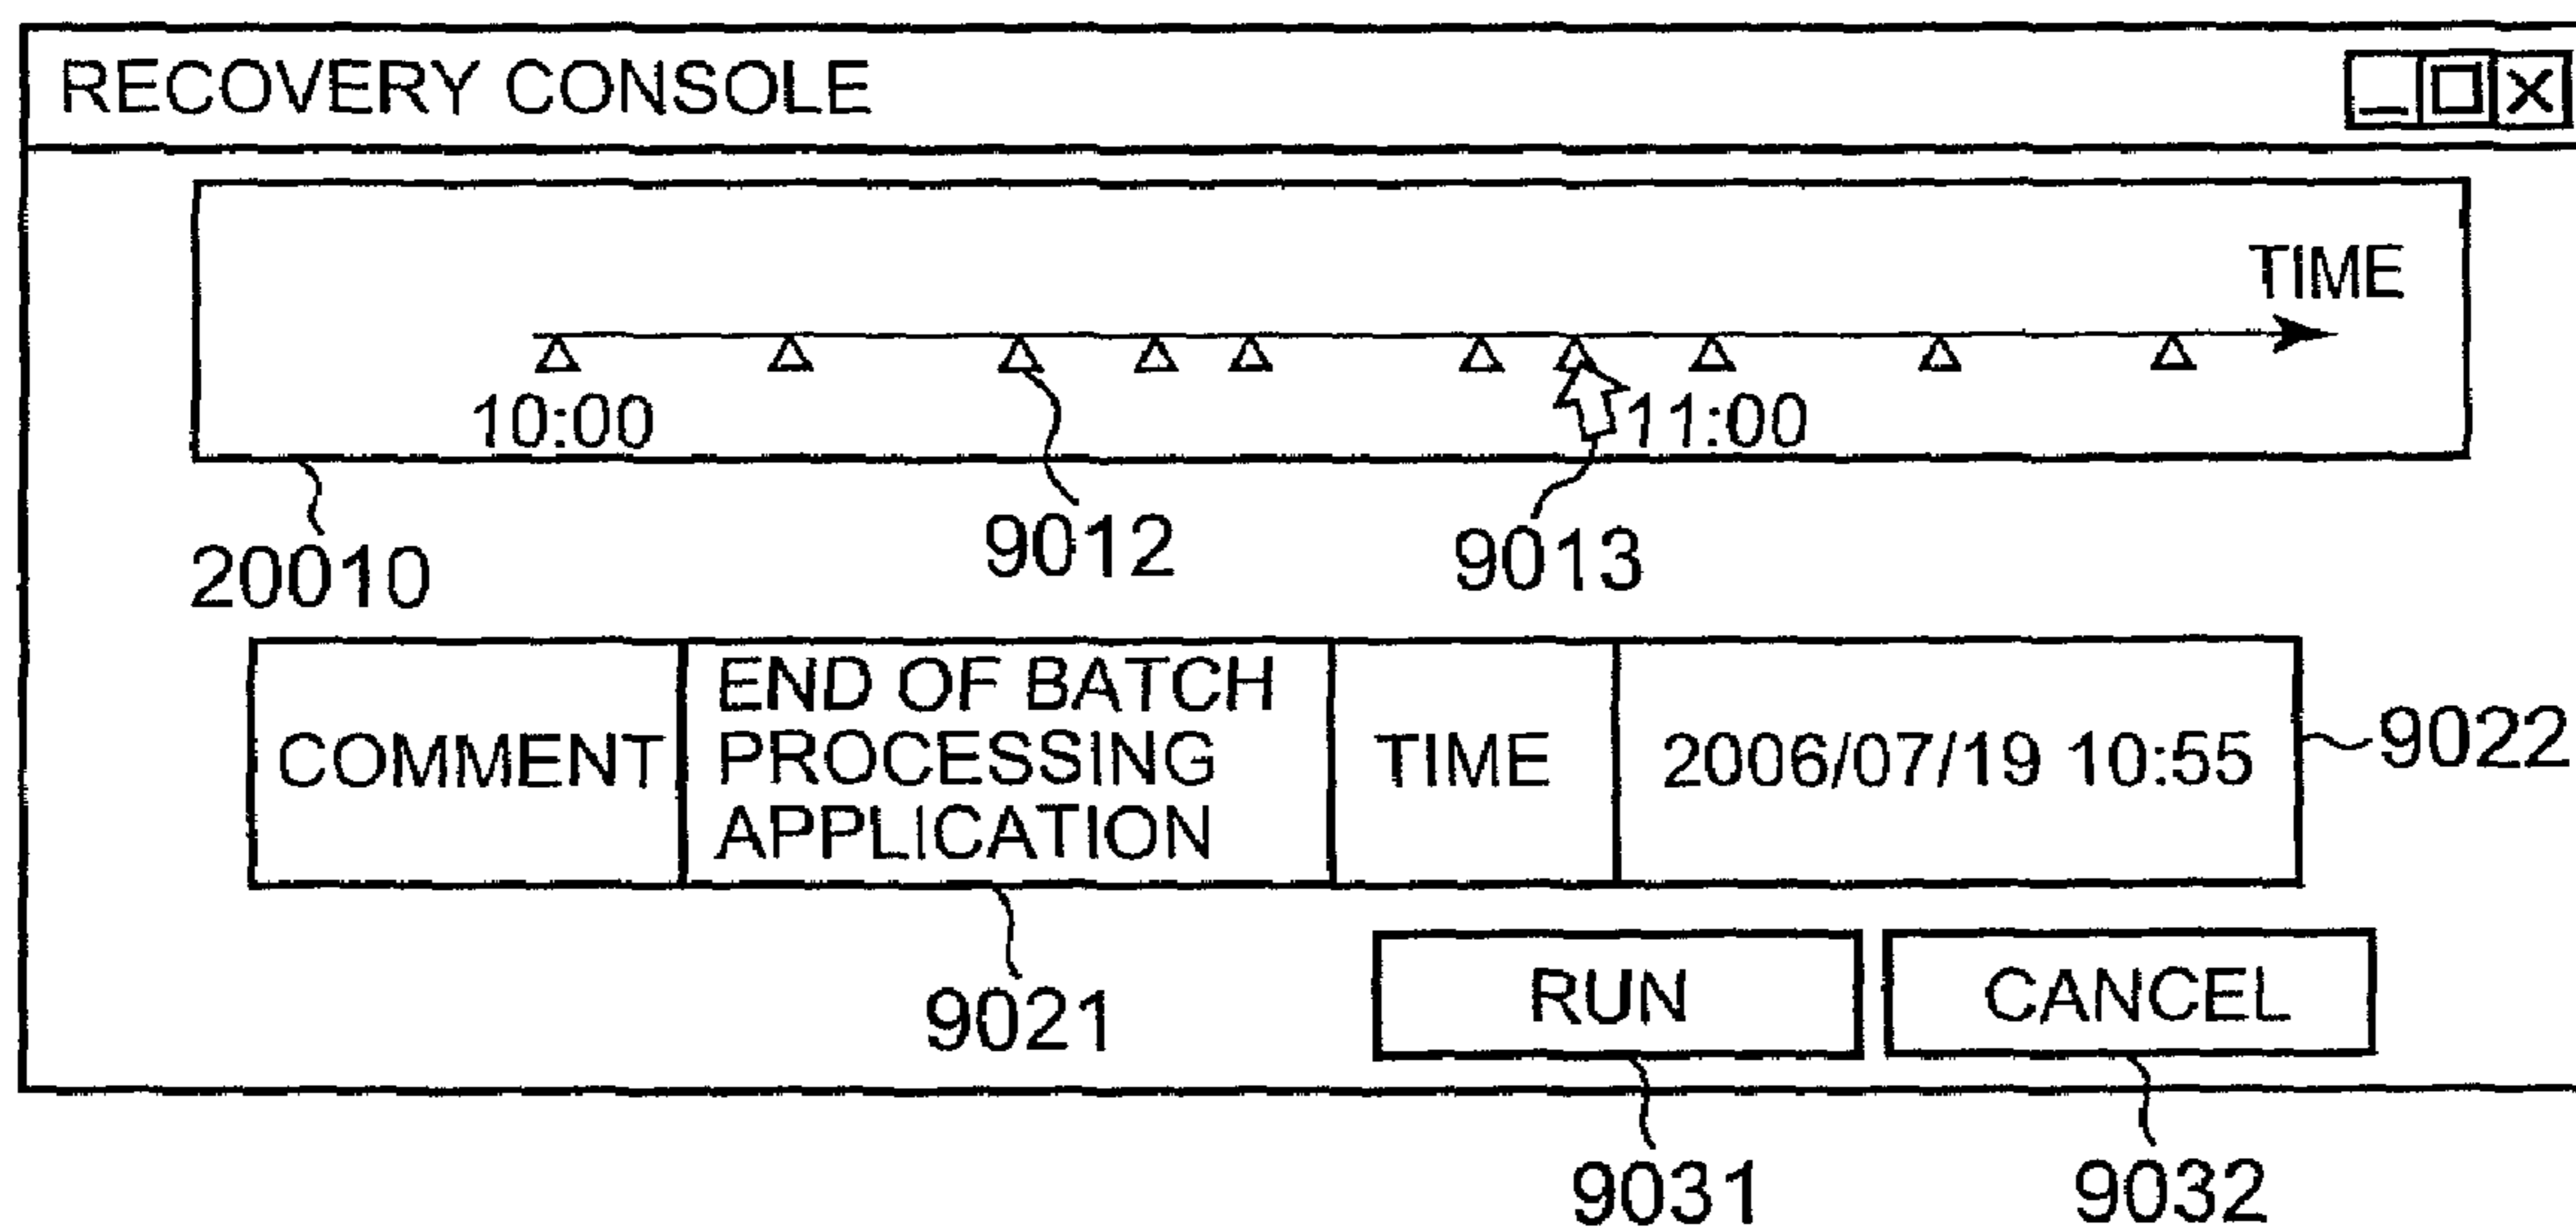 RECOVERY CONSOLE
TIME
10:00
11:00
9012
9013
20010
COMMENT
END OF BATCH
PROCESSING
APPLICATION
TIME
2006/07/19 10:55
9022
9021
RUN
CANCEL
9031
9032